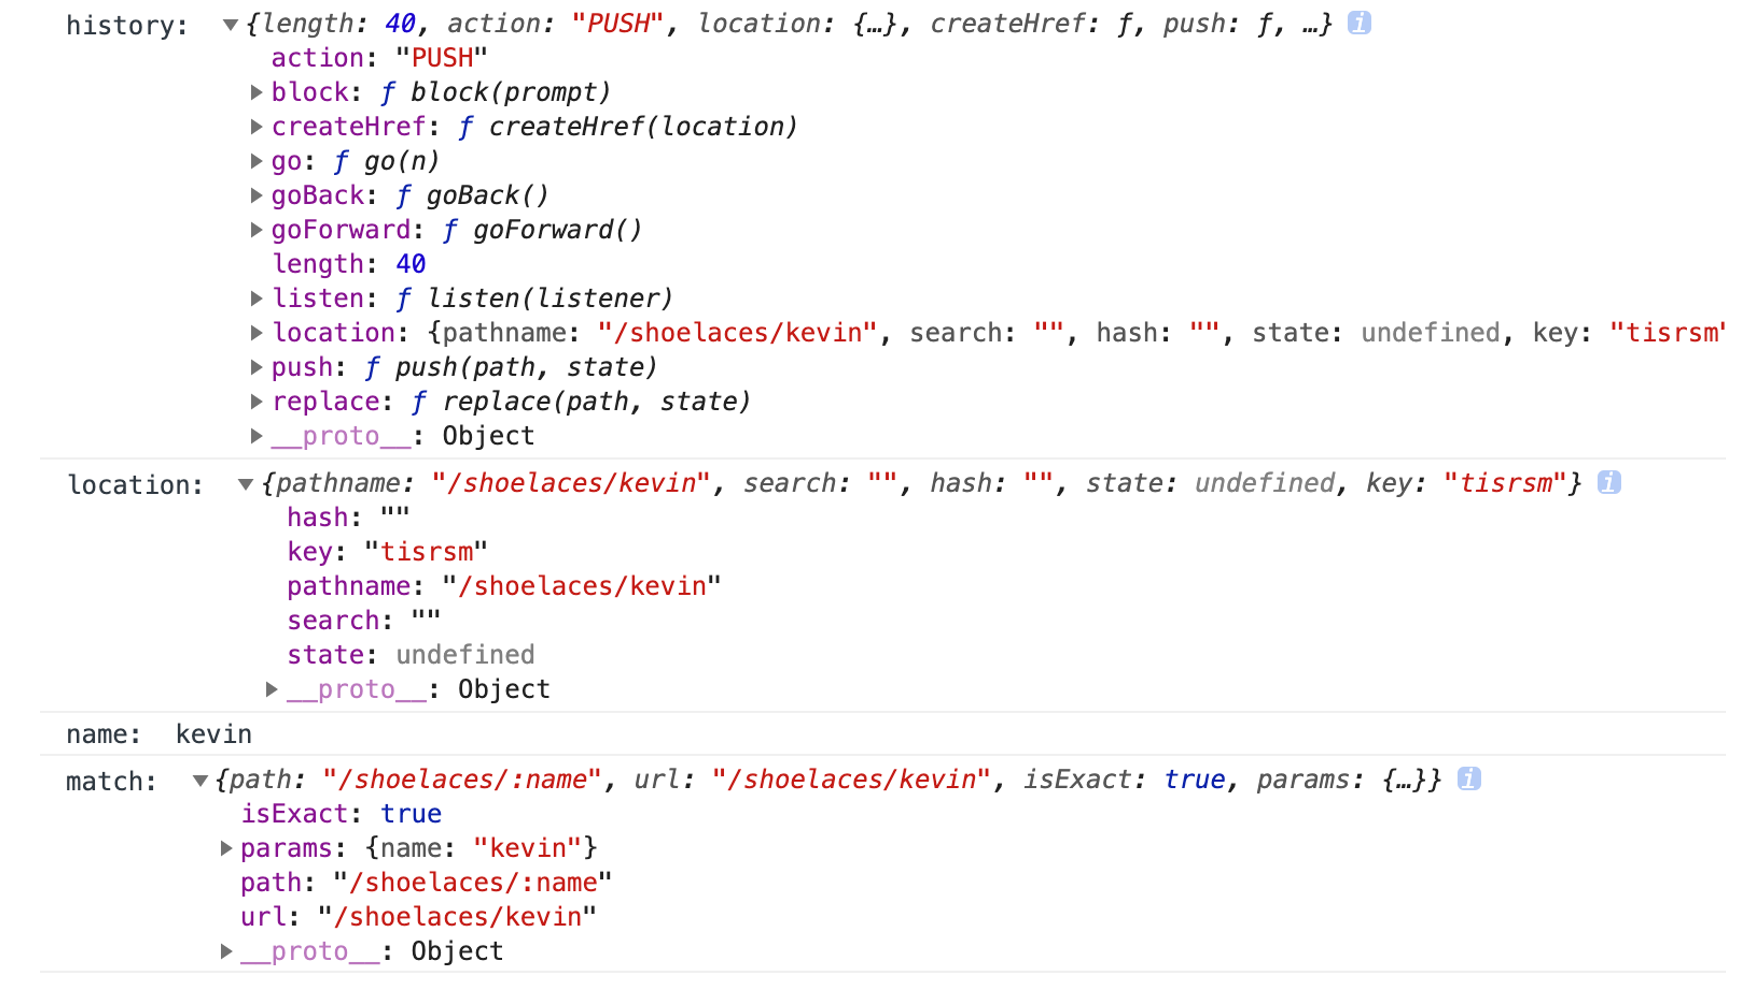 history: ▼{length: 40, action: "PUSH", location: {…}, createHref: ƒ, push: ƒ, …} i
action: "PUSH"
▶block: ƒ block(prompt)
▶createHref: ƒ createHref(location)
▶go: ƒ go(n)
▶goBack: ƒ goBack()
▶goForward: ƒ goForward()
length: 40
▶listen: ƒ listen(listener)
▶location: {pathname: "/shoelaces/kevin", search: "", hash: "", state: undefined, key: "tisrsm"
▶push: ƒ push(path, state)
▶replace: ƒ replace(path, state)
▶__proto__: Object
location: ▼{pathname: "/shoelaces/kevin", search: "", hash: "", state: undefined, key: "tisrsm"} i
hash: ""
key: "tisrsm"
pathname: "/shoelaces/kevin"
search: ""
state: undefined
▶__proto__: Object
name: kevin
match: ▼{path: "/shoelaces/:name", url: "/shoelaces/kevin", isExact: true, params: {…}} i
isExact: true
▶params: {name: "kevin"}
path: "/shoelaces/:name"
url: "/shoelaces/kevin"
▶__proto__: Object